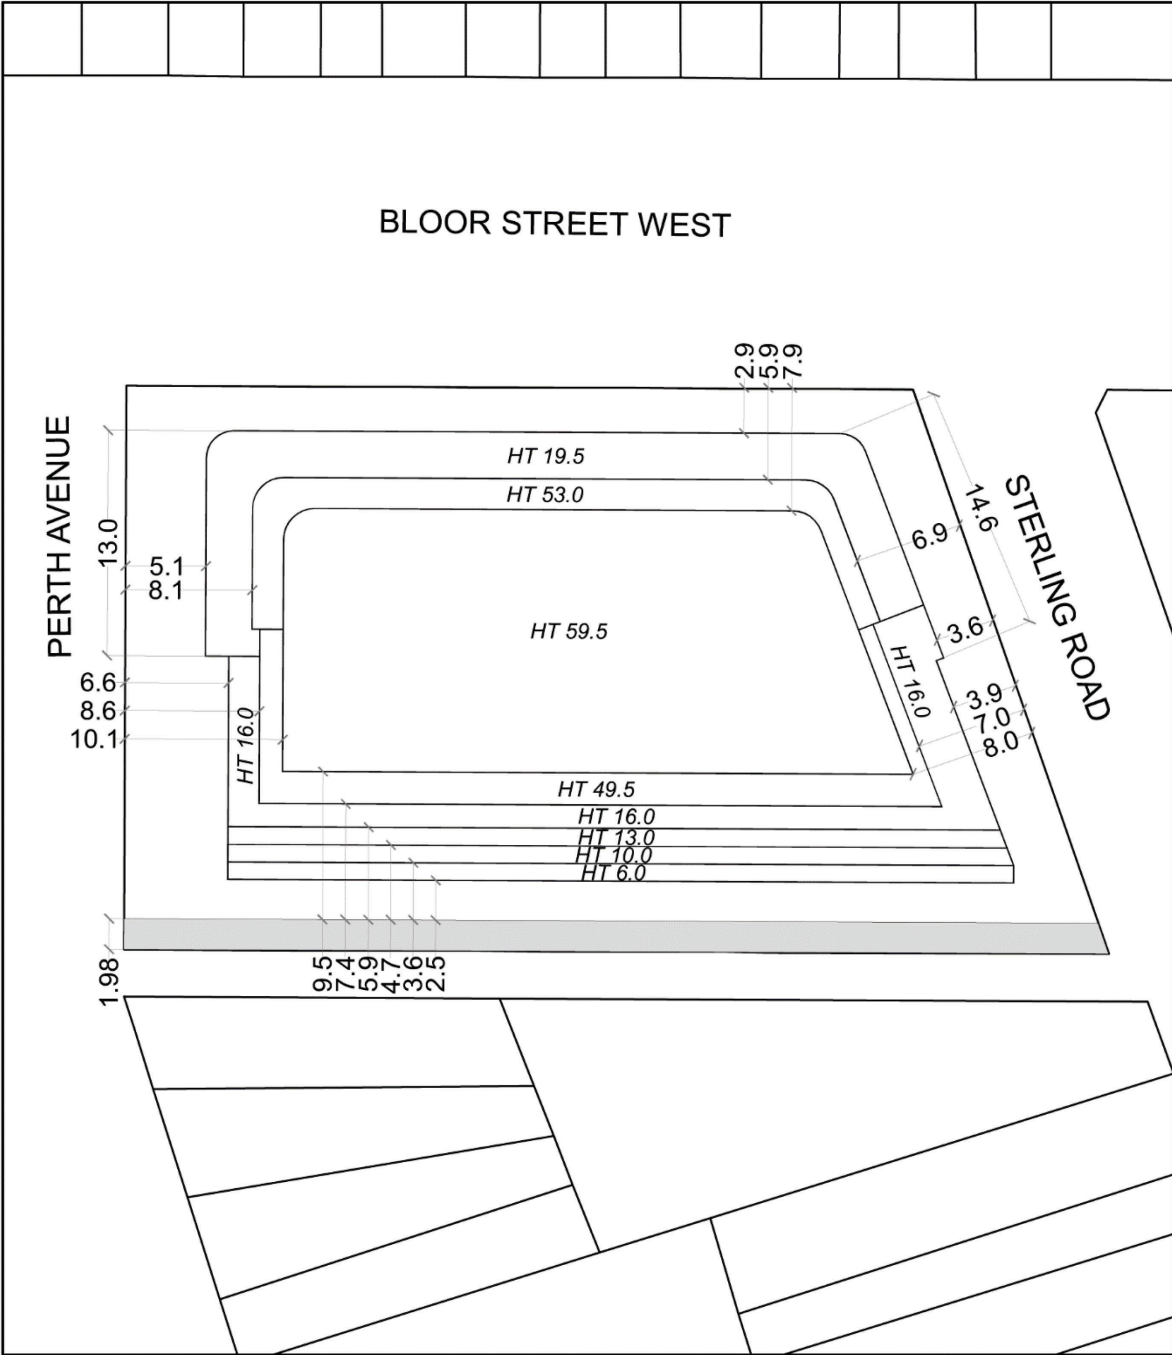 BLOOR STREET WEST
2.9
5.9
7.9
PERTH AVENUE
13.0
HT 19.5
HT 53.0
14.6
STERLING ROAD
6.9
5.1
8.1
HT 59.5
3.6
HT 16.0
6.6
8.6
10.1
HT 16.0
3.9
7.0
8.0
HT 49.5
HT 16.0
HT 13.0
HT 10.0
HT 6.0
1.98
9.5
7.4
5.9
4.7
3.6
2.5